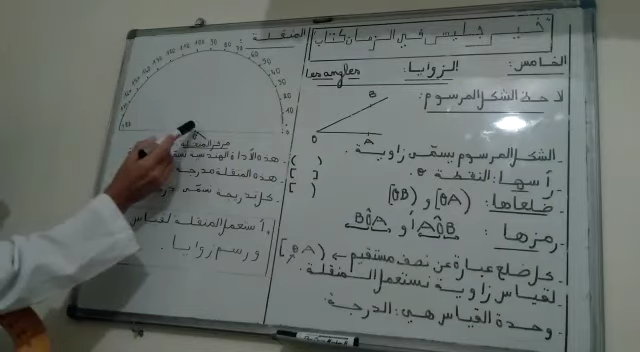 خير جليس في الزمان كتاب
الخامس: الزوايا: Les angles
لاحظ الشكل المرسوم:
B
O
A
- الشكل المرسوم يسمى زاوية.
- رأسها: النقطة O
- ضلعاها: [OA) و [OB)
- رمزها: AÔB أو BÔA
- كل ضلع عبارة عن نصف مستقيم ← [OA)
- لقياس زاوية نستعمل المنقلة.
- وحدة القياس هي: الدرجة.
المنقلة
مركز المنقلة
هذه الأداة الهندسية تسمى
هذه المنقلة مدرجة
كل تدريجة تسمى درجة
أستعمل المنقلة لقياس
ورسم زوايا.